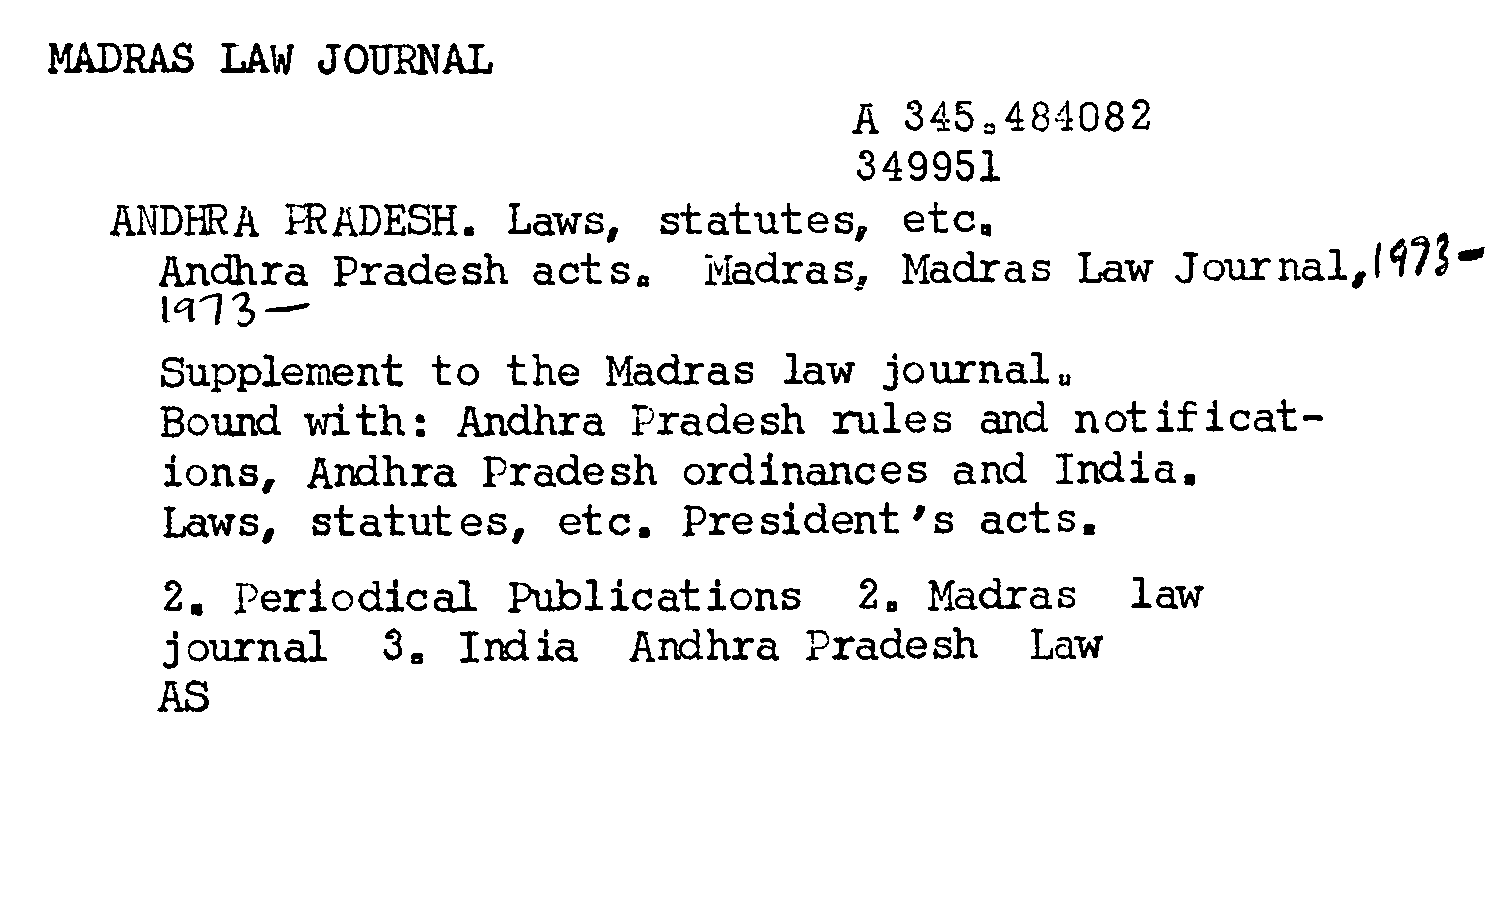 MADRAS LAW JOURNAL
A 345.484082
349951
ANDHRA PRADESH. Laws, statutes, etc.
Andhra Pradesh acts. Madras, Madras Law Journal, 1973-
1973-
Supplement to the Madras law journal.
Bound with: Andhra Pradesh rules and notificat-
ions, Andhra Pradesh ordinances and India.
Laws, statutes, etc. President's acts.
2. Periodical Publications 2. Madras law
journal 3. India Andhra Pradesh Law
AS